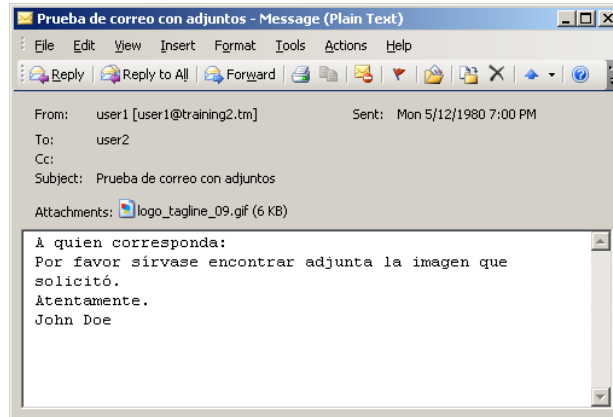 Prueba de correo con adjuntos - Message (Plain Text)
File Edit View Insert Format Tools Actions Help
Reply Reply to All Forward
From: user1 [user1@training2.tm] Sent: Mon 5/12/1980 7:00 PM
To: user2
Cc:
Subject: Prueba de correo con adjuntos
Attachments: logo_tagline_09.gif (6 KB)
A quien corresponda:
Por favor sírvase encontrar adjunta la imagen que
solicitó.
Atentamente.
John Doe